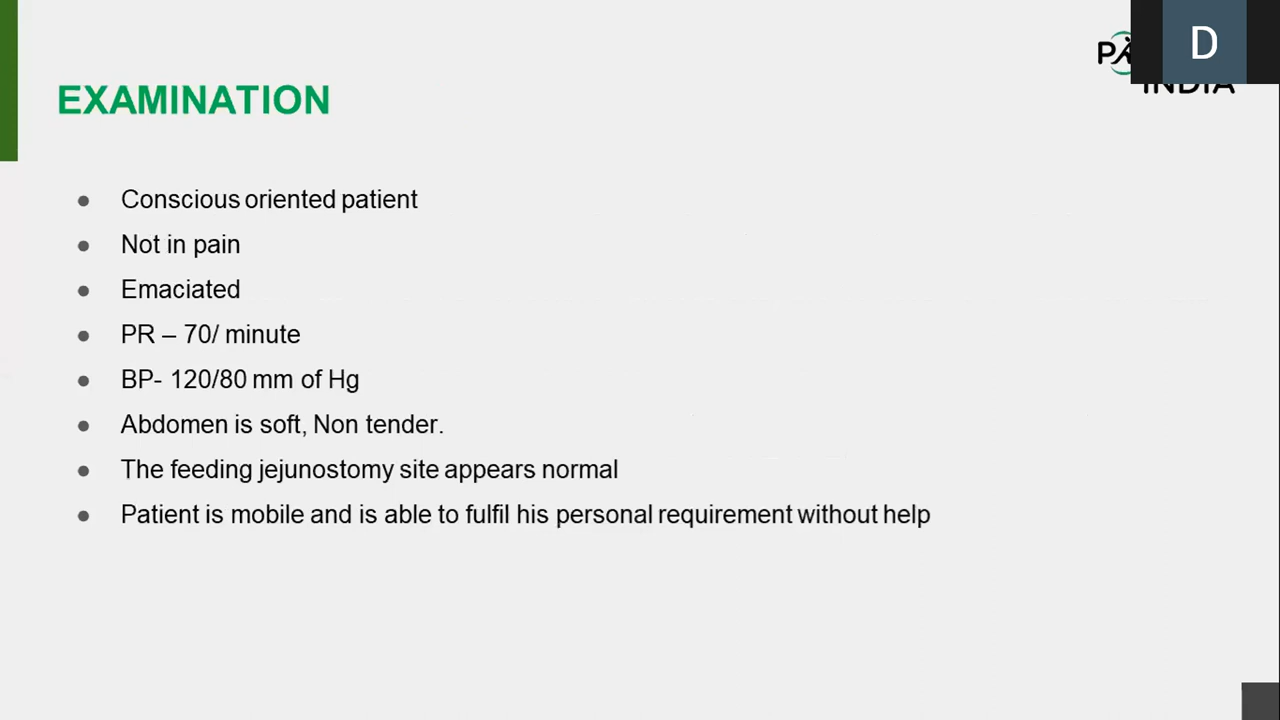 D
INDIA
EXAMINATION
● Conscious oriented patient
● Not in pain
● Emaciated
● PR – 70/ minute
● BP- 120/80 mm of Hg
● Abdomen is soft, Non tender.
● The feeding jejunostomy site appears normal
● Patient is mobile and is able to fulfil his personal requirement without help